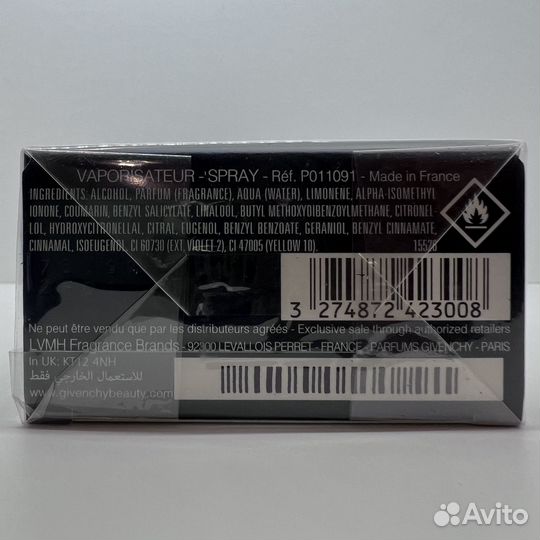 VAPORISATEUR -'SPRAY - Réf. P011091 - Made in France
INGREDIENTS: ALCOHOL, PARFUM (FRAGRANCE), AQUA (WATER), LIMONENE, ALPHA-ISOMETHYL
IONONE, COUMARIN, BENZYL SALICYLATE, LINALOOL, BUTYL METHOXYDIBENZOYLMETHANE, CITRONEL-
LOL, HYDROXYCITRONELLAL, CITRAL, EUGENOL, BENZYL BENZOATE, GERANIOL, BENZYL CINNAMATE,
CINNAMAL, ISOEUGENOL, CI 60730 (EXT. VIOLET 2), CI 47005 (YELLOW 10).
15520
3 274872 423008
Ne peut être vendu que par les distributeurs agréés - Exclusive sale through authorized retailers
LVMH Fragrance Brands - 92300 LEVALLOIS PERRET - FRANCE - PARFUMS GIVENCHY - PARIS
In UK: KT12 4NH
للاستعمال الخارجي فقط
www.givenchybeauty.com
Avito